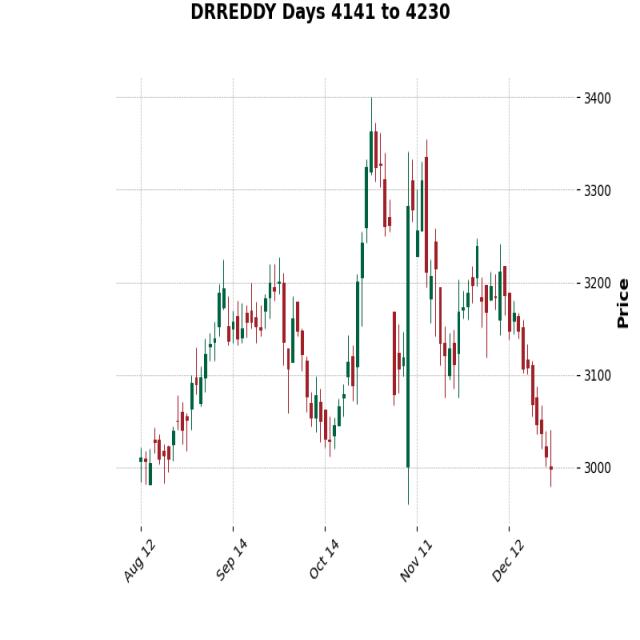 DRREDDY Days 4141 to 4230
3400
3300
3200
3100
3000
Price
Aug 12
Sep 14
Oct 14
Nov 11
Dec 12